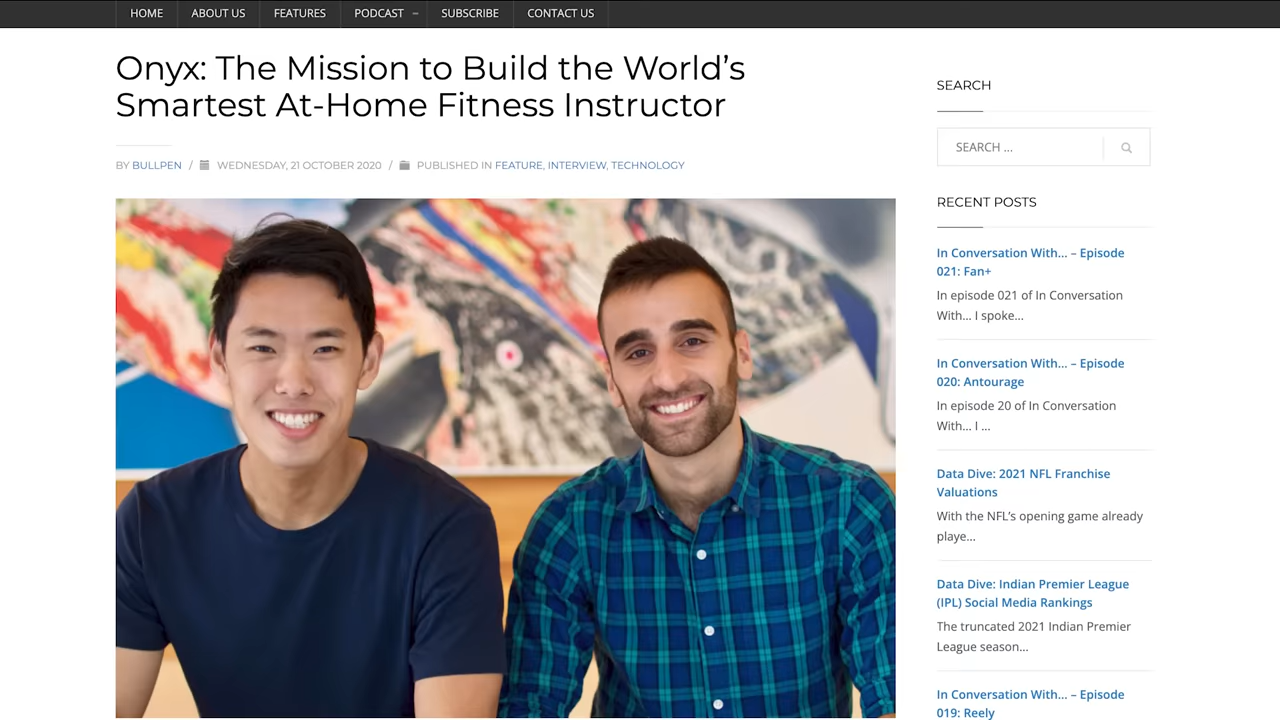 HOME
ABOUT US
FEATURES
PODCAST
SUBSCRIBE
CONTACT US
Onyx: The Mission to Build the World’s
Smartest At-Home Fitness Instructor
BY BULLPEN / WEDNESDAY, 21 OCTOBER 2020 / PUBLISHED IN FEATURE, INTERVIEW, TECHNOLOGY
SEARCH
SEARCH ...
RECENT POSTS
In Conversation With... – Episode
021: Fan+
In episode 021 of In Conversation
With... I spoke...
In Conversation With... – Episode
020: Antourage
In episode 20 of In Conversation
With... I ...
Data Dive: 2021 NFL Franchise
Valuations
With the NFL’s opening game already
playe...
Data Dive: Indian Premier League
(IPL) Social Media Rankings
The truncated 2021 Indian Premier
League season...
In Conversation With... – Episode
019: Reely